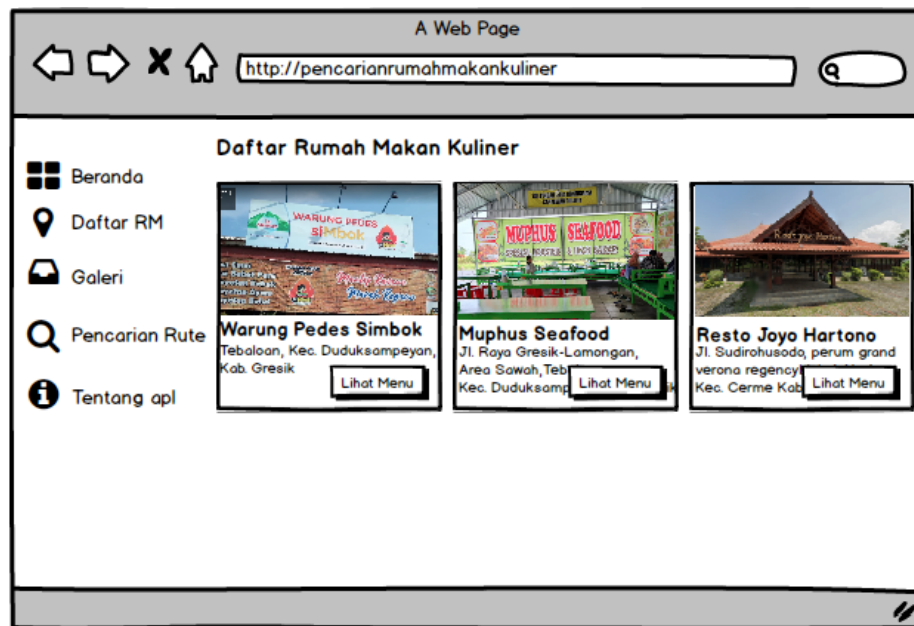 A Web Page
http://pencarianrumahmakankuliner
Beranda
Daftar RM
Galeri
Pencarian Rute
Tentang apl
Daftar Rumah Makan Kuliner
WARUNG PEDES
siMbok
Warung Pedes Simbok
Tebaloan, Kec. Duduksampeyan,
Kab. Gresik
Lihat Menu
MUPHUS SEAFOOD
Muphus Seafood
Jl. Raya Gresik-Lamongan,
Area Sawah,Teb
Kec. Duduksamp
Lihat Menu
Resto Joyo Hartono
Resto Joyo Hartono
Jl. Sudirohusodo, perum grand
verona regency
Kec. Cerme Kab
Lihat Menu